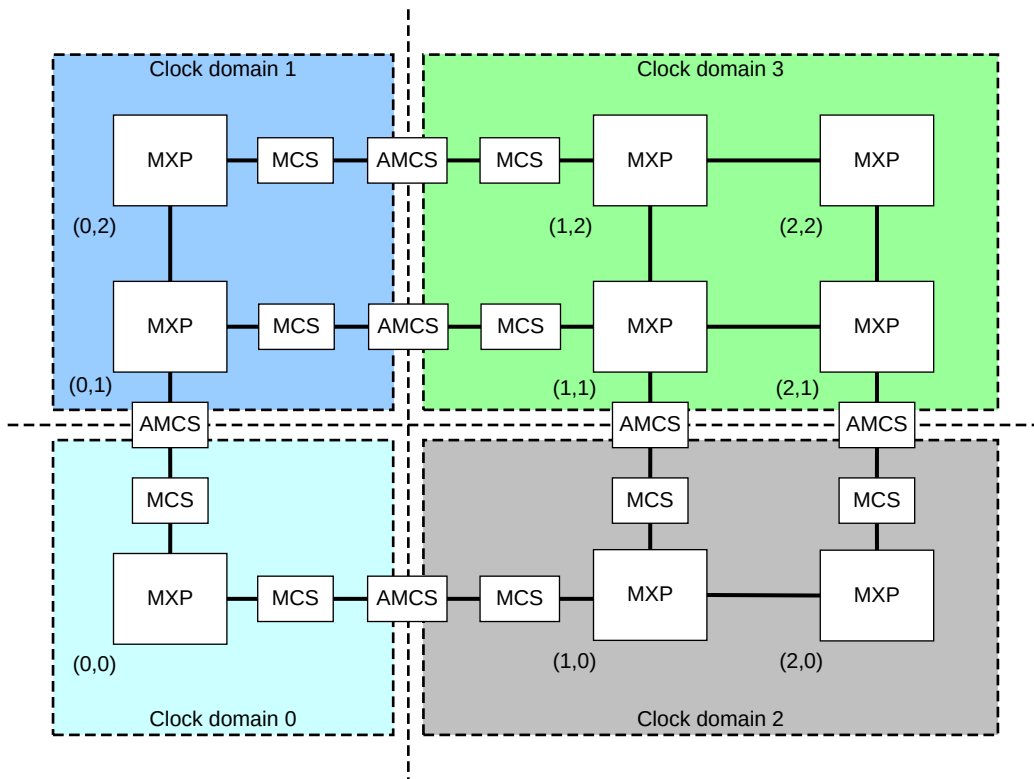 Clock domain 1
Clock domain 3
MXP
MCS
AMCS
MCS
MXP
MXP
(0,2)
(1,2)
(2,2)
MXP
MCS
AMCS
MCS
MXP
MXP
(0,1)
(1,1)
(2,1)
AMCS
AMCS
AMCS
MCS
MCS
MCS
MXP
MCS
AMCS
MCS
MXP
MXP
(0,0)
(1,0)
(2,0)
Clock domain 0
Clock domain 2